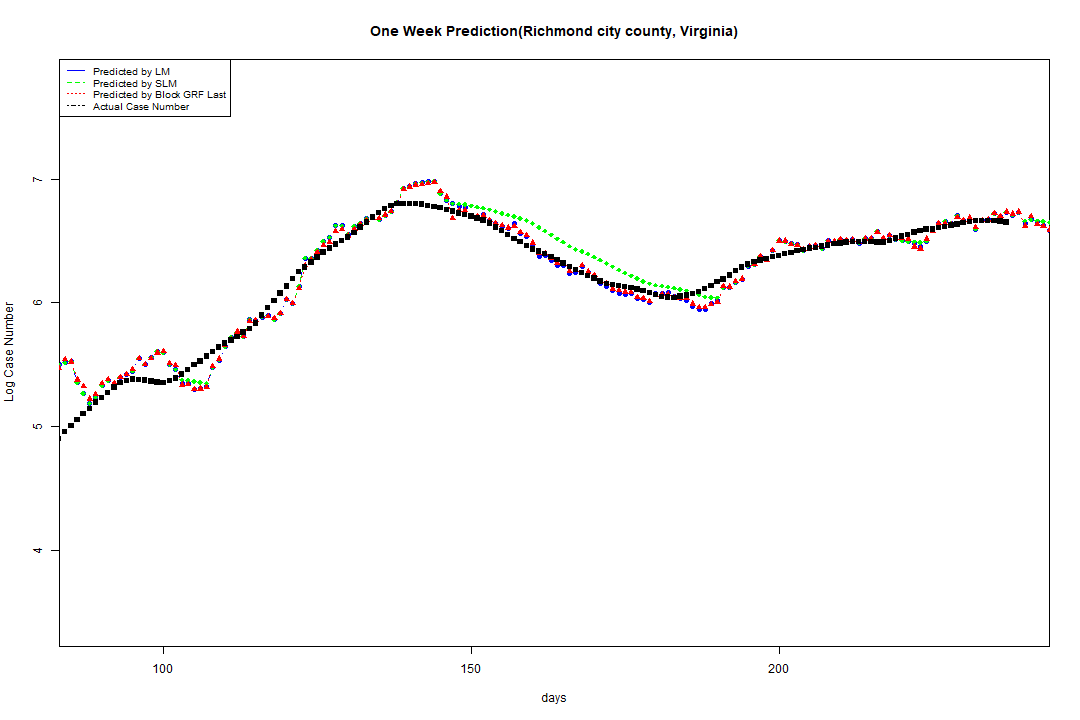 One Week Prediction(Richmond city county, Virginia)
Predicted by LM
Predicted by SLM
Predicted by Block GRF Last
Actual Case Number
7
6
5
4
Log Case Number
100 150 200
days